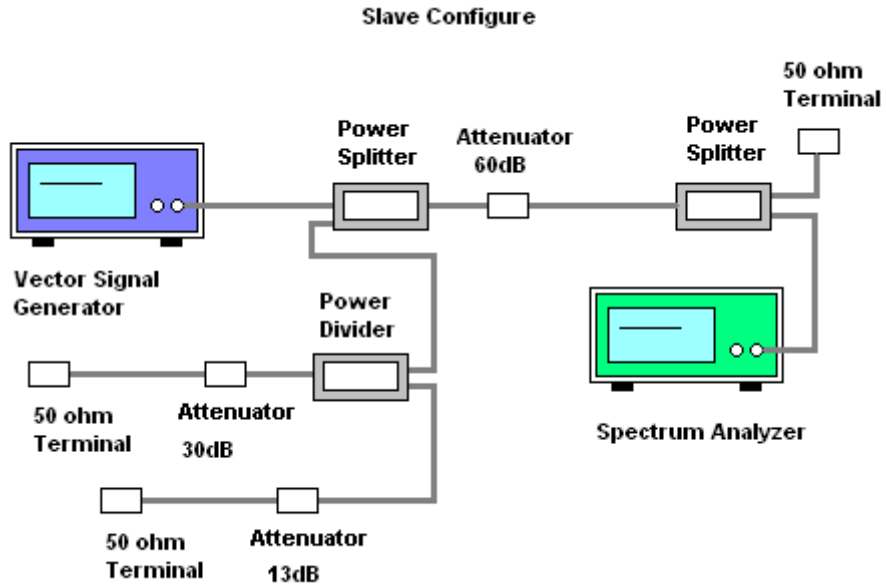 Slave Configure
50 ohm
Terminal
Power
Splitter
Attenuator
60dB
Power
Splitter
Vector Signal
Generator
Power
Divider
50 ohm
Terminal
Attenuator
30dB
Spectrum Analyzer
50 ohm
Terminal
Attenuator
13dB